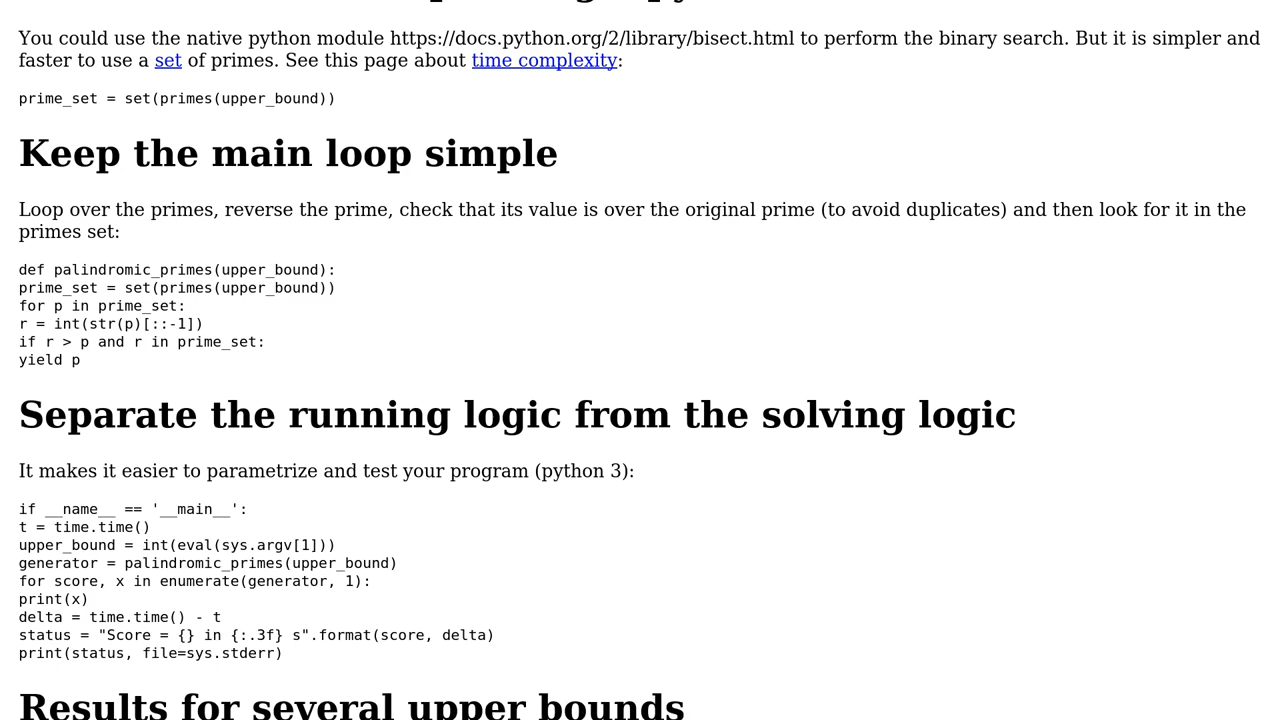 You could use the native python module https://docs.python.org/2/library/bisect.html to perform the binary search. But it is simpler and
faster to use a set of primes. See this page about time complexity:
prime_set = set(primes(upper_bound))
Keep the main loop simple
Loop over the primes, reverse the prime, check that its value is over the original prime (to avoid duplicates) and then look for it in the
primes set:
def palindromic_primes(upper_bound):
prime_set = set(primes(upper_bound))
for p in prime_set:
r = int(str(p)[::-1])
if r > p and r in prime_set:
yield p
Separate the running logic from the solving logic
It makes it easier to parametrize and test your program (python 3):
if __name__ == '__main__':
t = time.time()
upper_bound = int(eval(sys.argv[1]))
generator = palindromic_primes(upper_bound)
for score, x in enumerate(generator, 1):
print(x)
delta = time.time() - t
status = "Score = {} in {:.3f} s".format(score, delta)
print(status, file=sys.stderr)
Results for several upper bounds